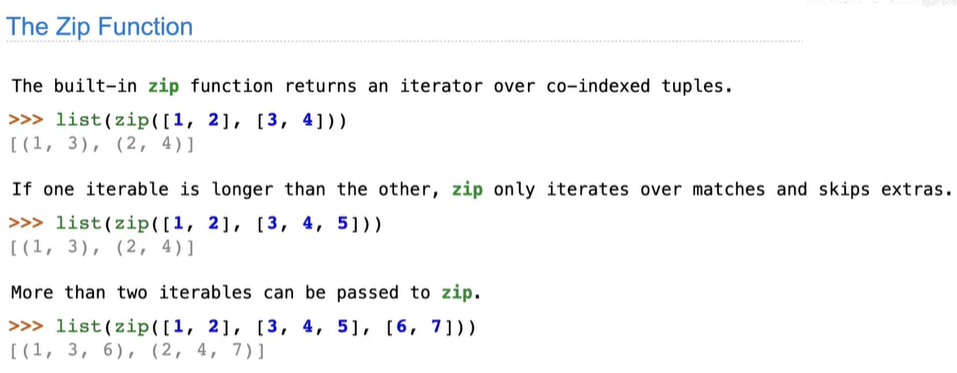 The Zip Function
The built-in zip function returns an iterator over co-indexed tuples.
>>> list(zip([1, 2], [3, 4]))
[(1, 3), (2, 4)]
If one iterable is longer than the other, zip only iterates over matches and skips extras.
>>> list(zip([1, 2], [3, 4, 5]))
[(1, 3), (2, 4)]
More than two iterables can be passed to zip.
>>> list(zip([1, 2], [3, 4, 5], [6, 7]))
[(1, 3, 6), (2, 4, 7)]